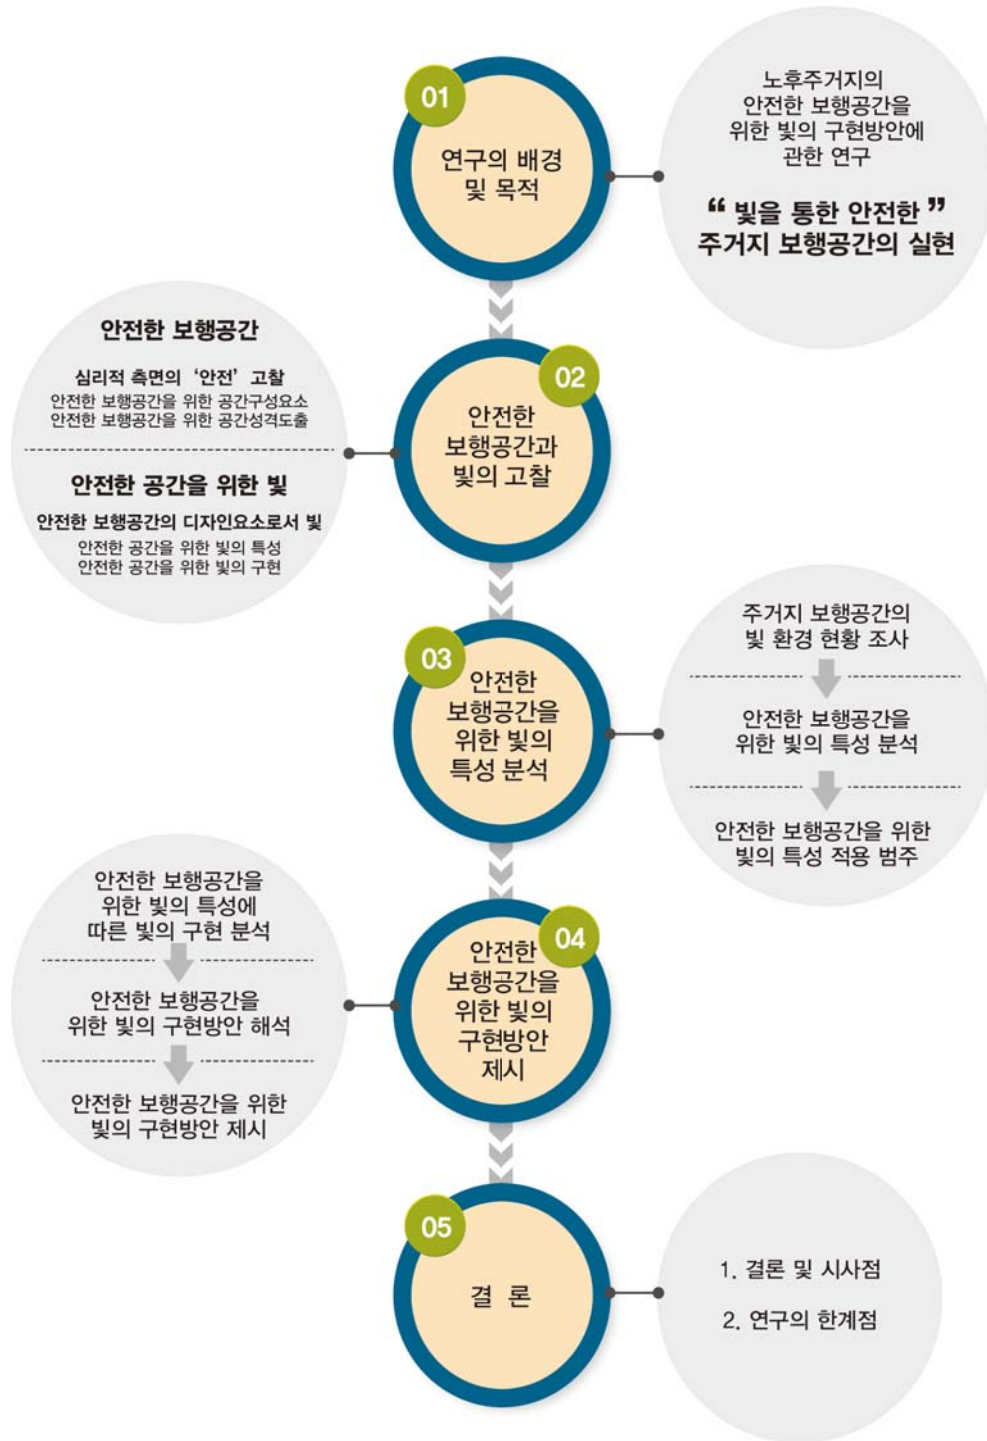 01
연구의 배경
및 목적
노후주거지의
안전한 보행공간을
위한 빛의 구현방안에
관한 연구
“ 빛을 통한 안전한 ”
주거지 보행공간의 실현
02
안전한
보행공간과
빛의 고찰
안전한 보행공간
심리적 측면의 ‘안전’ 고찰
안전한 보행공간을 위한 공간구성요소
안전한 보행공간을 위한 공간성격도출
안전한 공간을 위한 빛
안전한 보행공간의 디자인요소로서 빛
안전한 공간을 위한 빛의 특성
안전한 공간을 위한 빛의 구현
03
안전한
보행공간을
위한 빛의
특성 분석
주거지 보행공간의
빛 환경 현황 조사
안전한 보행공간을
위한 빛의 특성 분석
안전한 보행공간을 위한
빛의 특성 적용 범주
04
안전한
보행공간을
위한 빛의
구현방안
제시
안전한 보행공간을
위한 빛의 특성에
따른 빛의 구현 분석
안전한 보행공간을
위한 빛의 구현방안 해석
안전한 보행공간을 위한
빛의 구현방안 제시
05
결 론
1. 결론 및 시사점
2. 연구의 한계점